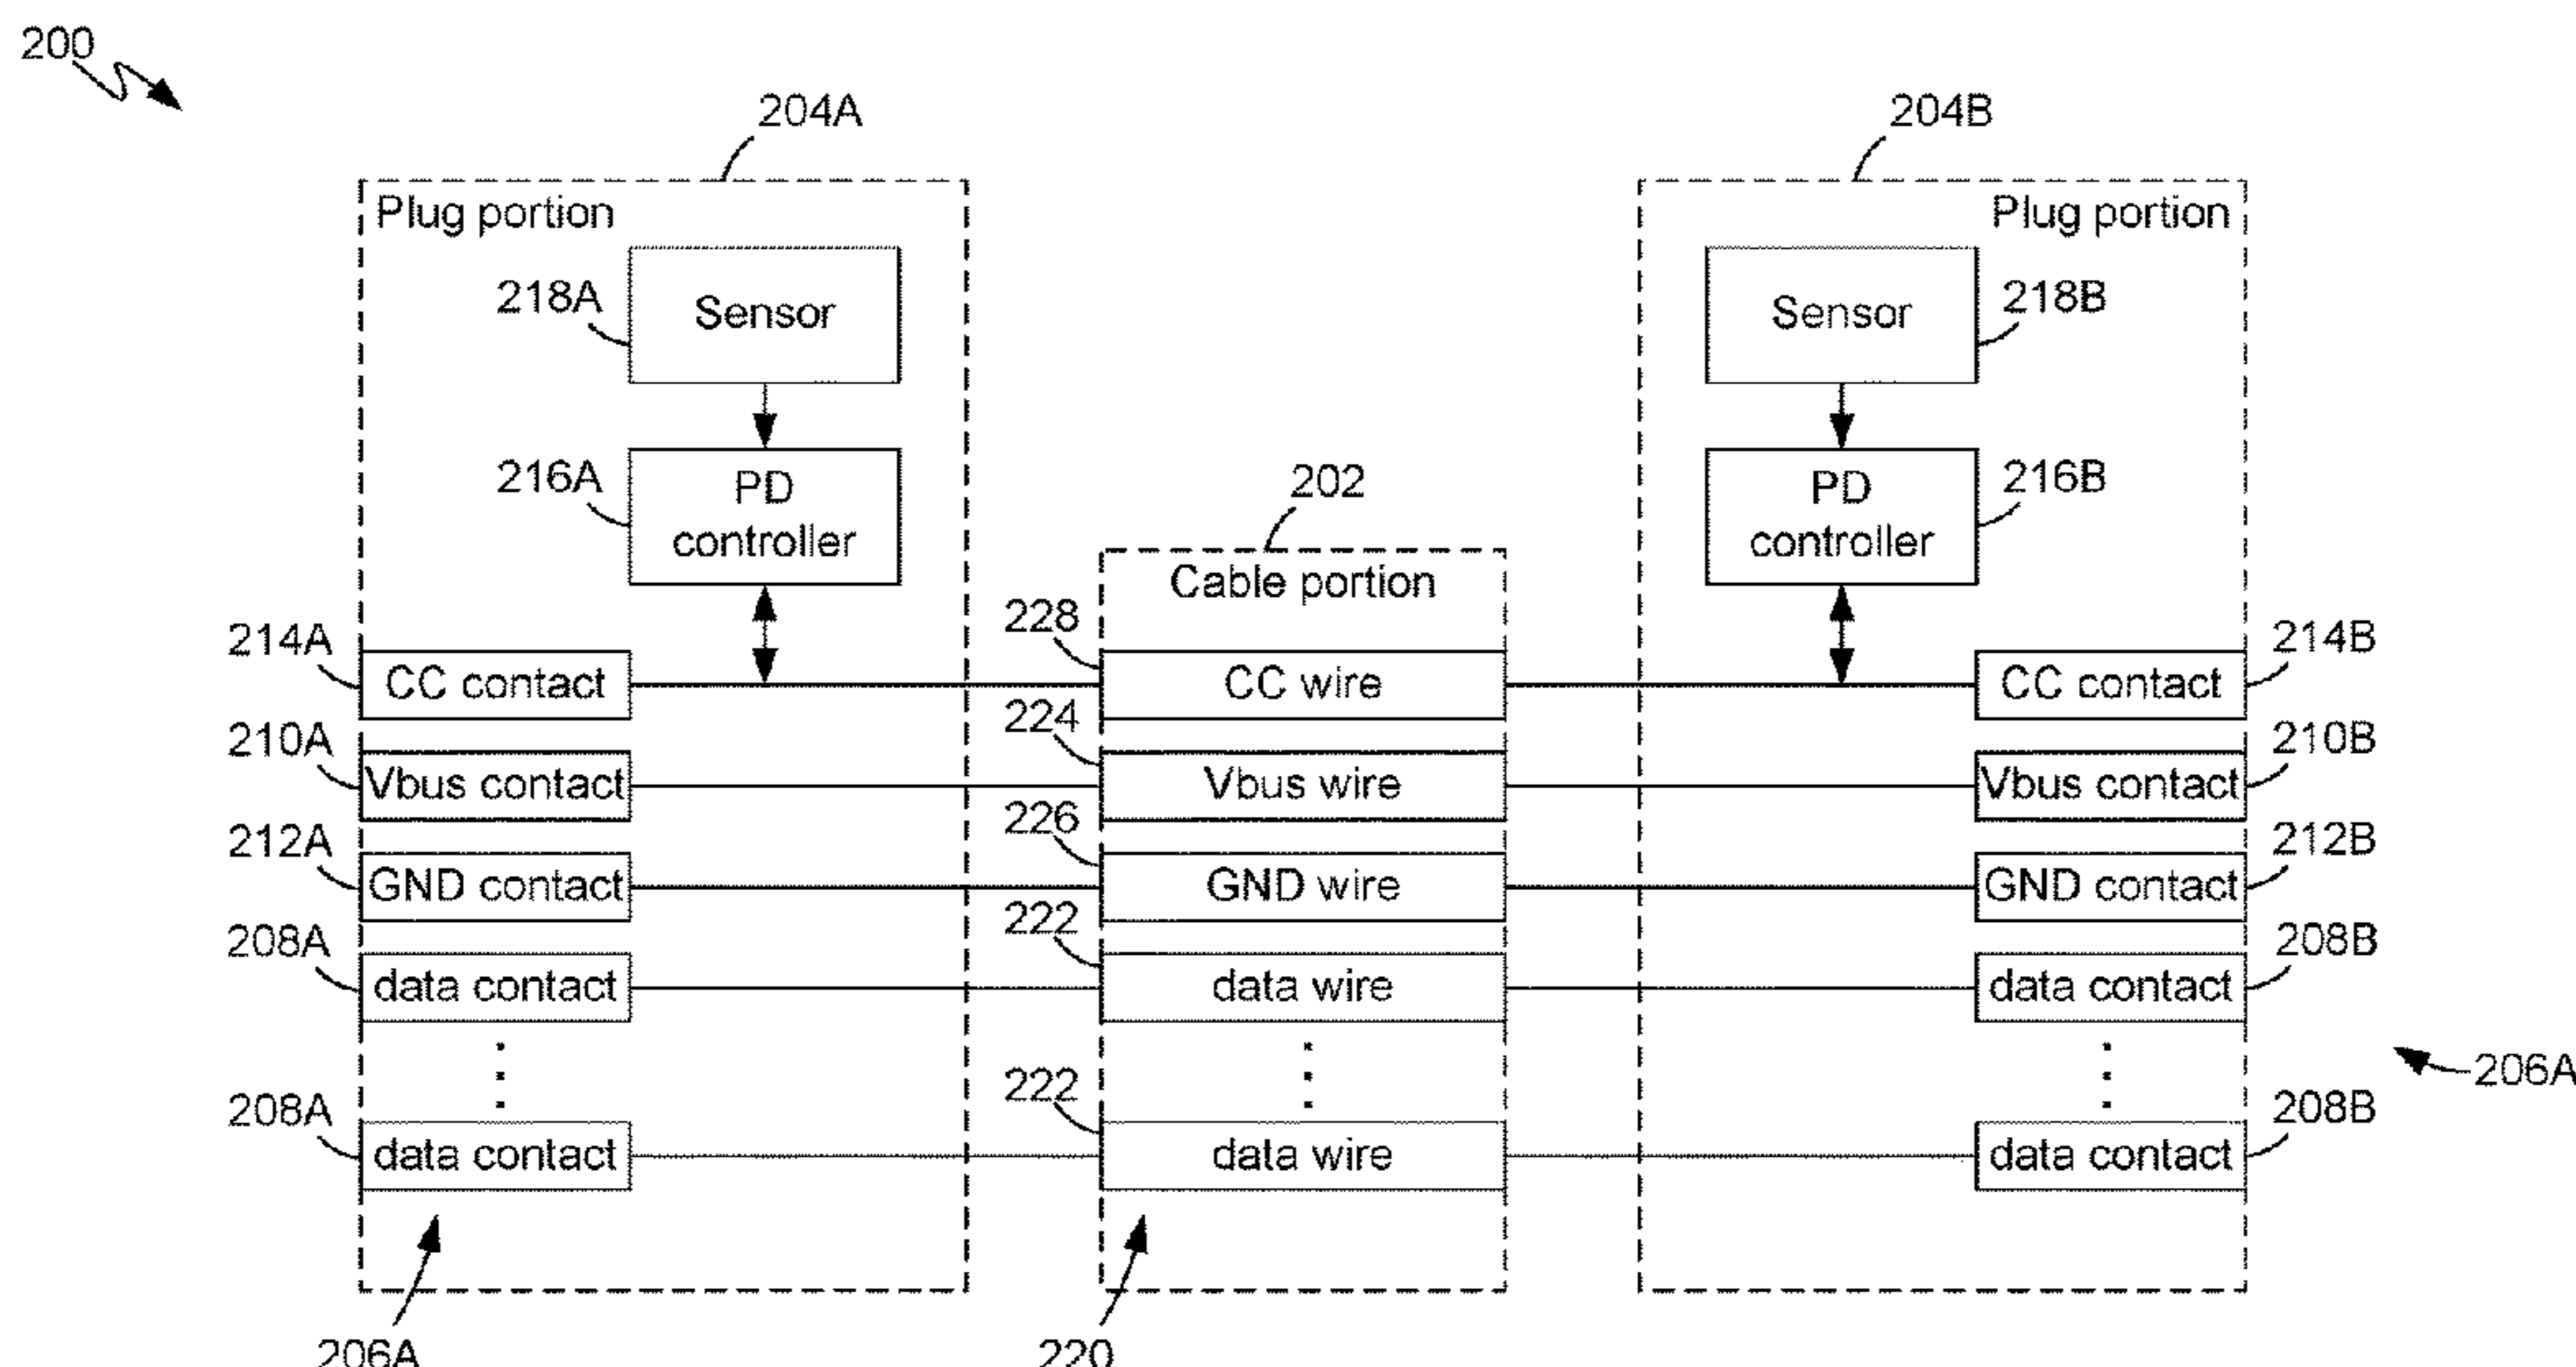 200
204A
204B
Plug portion
Plug portion
218A
Sensor
Sensor
218B
216A
PD
controller
202
PD
controller
216B
Cable portion
214A
CC contact
228
CC wire
CC contact
214B
210A
Vbus contact
224
Vbus wire
Vbus contact
210B
212A
GND contact
226
GND wire
GND contact
212B
208A
data contact
222
data wire
data contact
208B
206A
208A
data contact
222
data wire
data contact
208B
206A
220